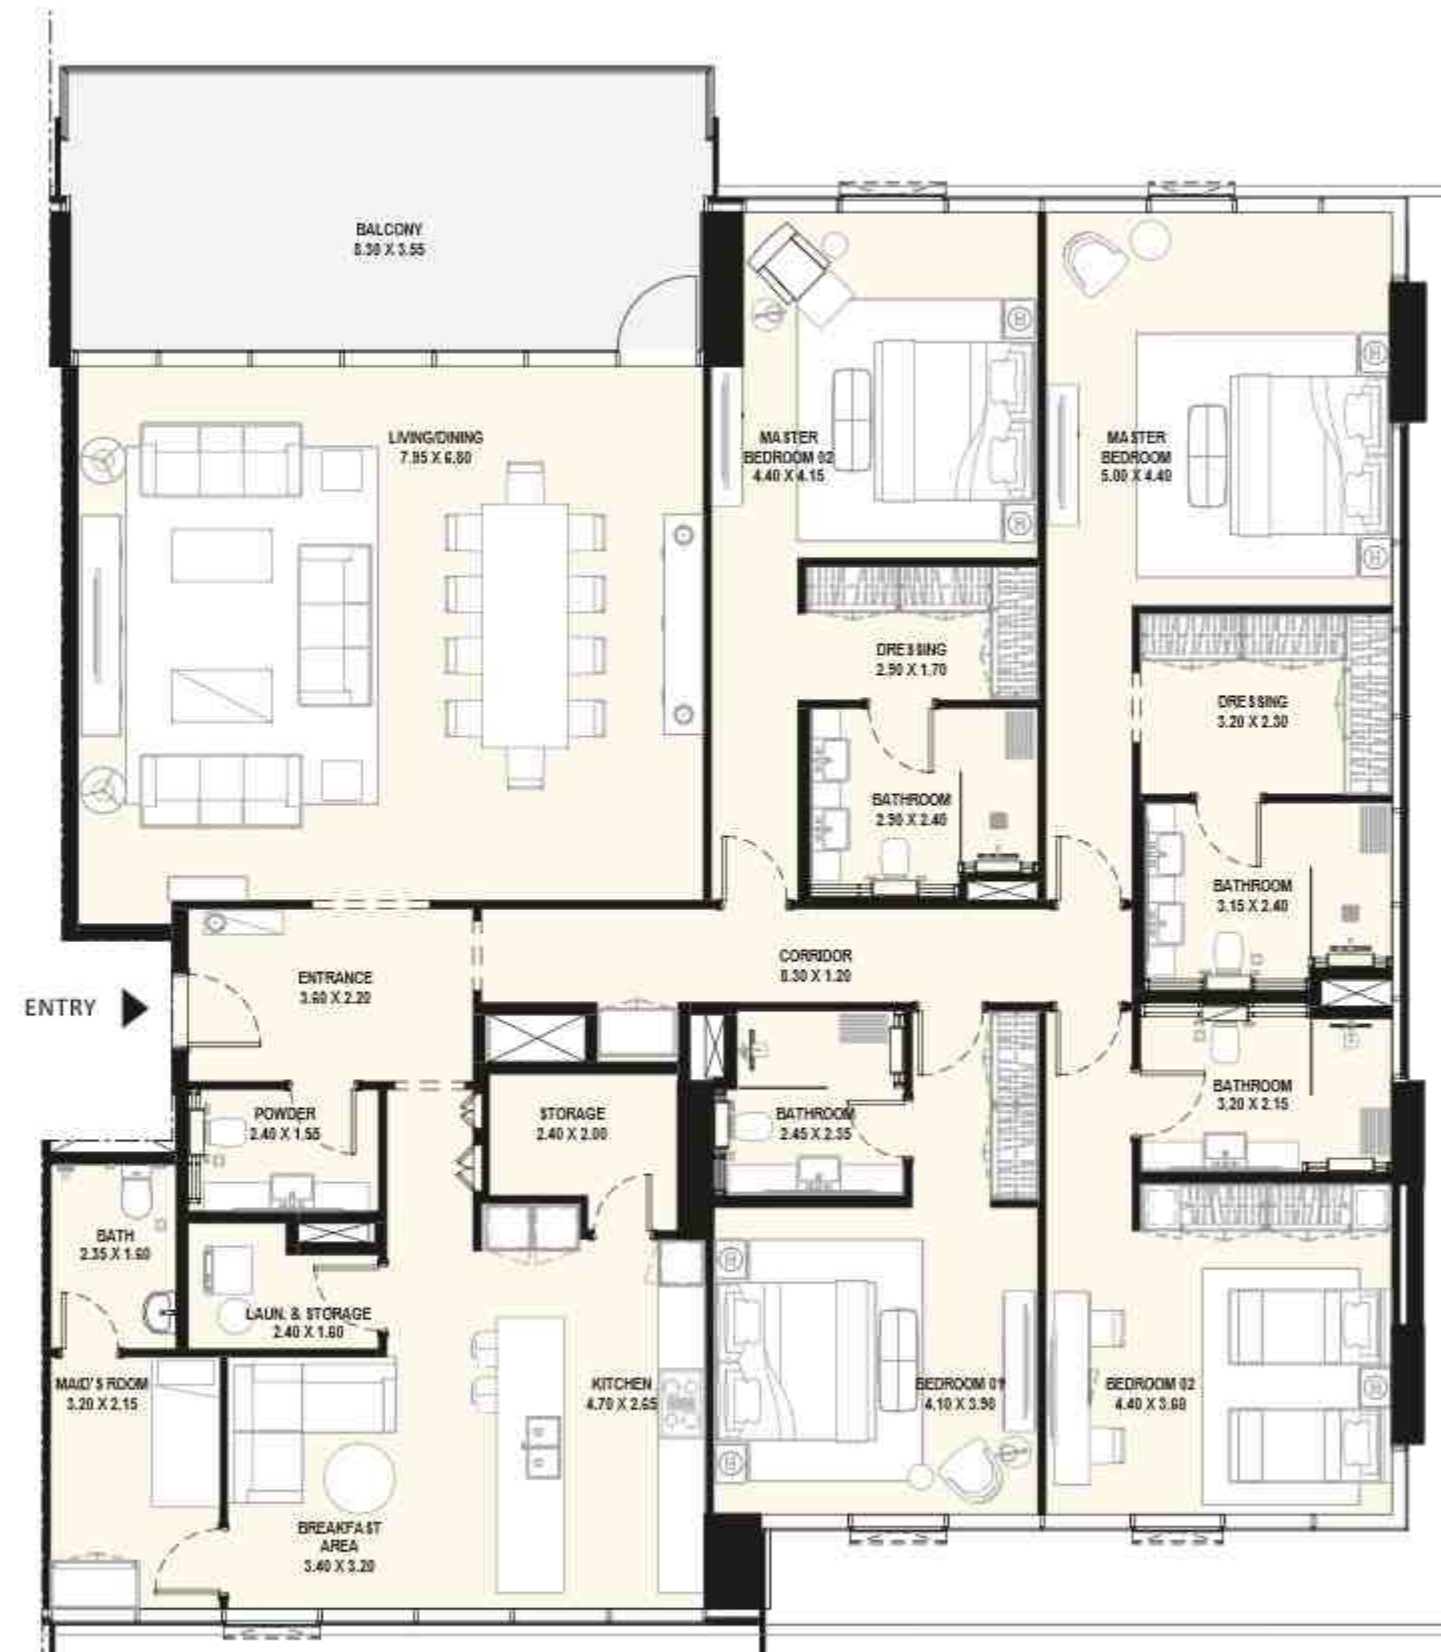 BALCONY
8.30 X 3.55
LIVING/DINING
7.95 X 6.80
MASTER
BEDROOM 02
4.40 X 4.15
MASTER
BEDROOM
5.00 X 4.40
DRESSING
2.90 X 1.70
DRESSING
3.20 X 2.30
BATHROOM
2.90 X 2.40
BATHROOM
3.15 X 2.40
CORRIDOR
8.30 X 1.20
ENTRANCE
3.60 X 2.20
ENTRY
POWDER
2.40 X 1.55
STORAGE
2.40 X 2.00
BATHROOM
2.45 X 2.35
BATHROOM
3.20 X 2.15
BATH
2.35 X 1.60
LAUN. & STORAGE
2.40 X 1.60
MAID'S ROOM
3.20 X 2.15
KITCHEN
4.70 X 2.65
BEDROOM 01
4.10 X 3.90
BEDROOM 02
4.40 X 3.60
BREAKFAST
AREA
3.40 X 3.20